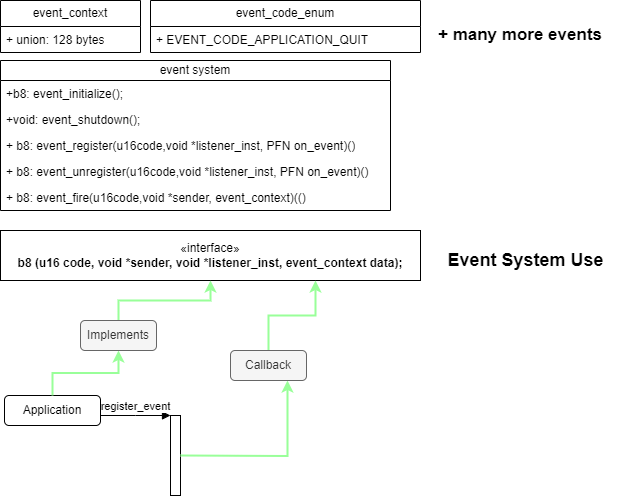 event_context
event_code_enum
+ union: 128 bytes
+ EVENT_CODE_APPLICATION_QUIT
+ many more events
event system
+b8: event_initialize();
+void: event_shutdown();
+ b8: event_register(u16code,void *listener_inst, PFN on_event)()
+ b8: event_unregister(u16code,void *listener_inst, PFN on_event)()
+ b8: event_fire(u16code,void *sender, event_context)(()
«interface»
b8 (u16 code, void *sender, void *listener_inst, event_context data);
Event System Use
Implements
Callback
Application
register_event